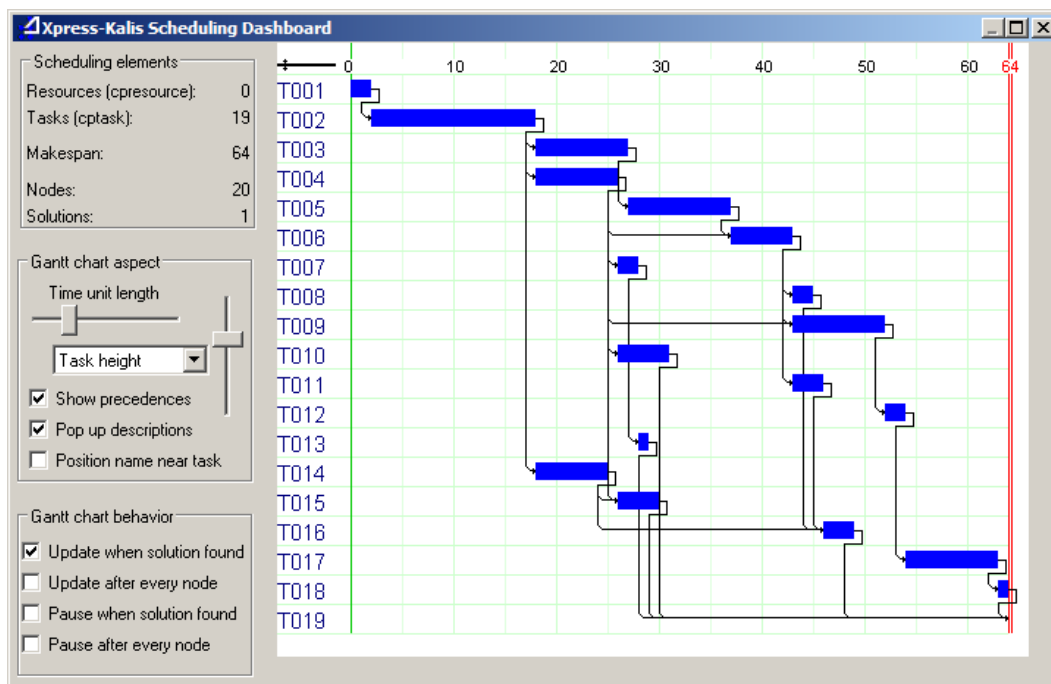 Xpress-Kalis Scheduling Dashboard
Scheduling elements
Resources (cpresource): 0
Tasks (cptask): 19
Makespan: 64
Nodes: 20
Solutions: 1
Gantt chart aspect
Time unit length
Task height
Show precedences
Pop up descriptions
Position name near task
Gantt chart behavior
Update when solution found
Update after every node
Pause when solution found
Pause after every node
0 10 20 30 40 50 60 64
T001
T002
T003
T004
T005
T006
T007
T008
T009
T010
T011
T012
T013
T014
T015
T016
T017
T018
T019